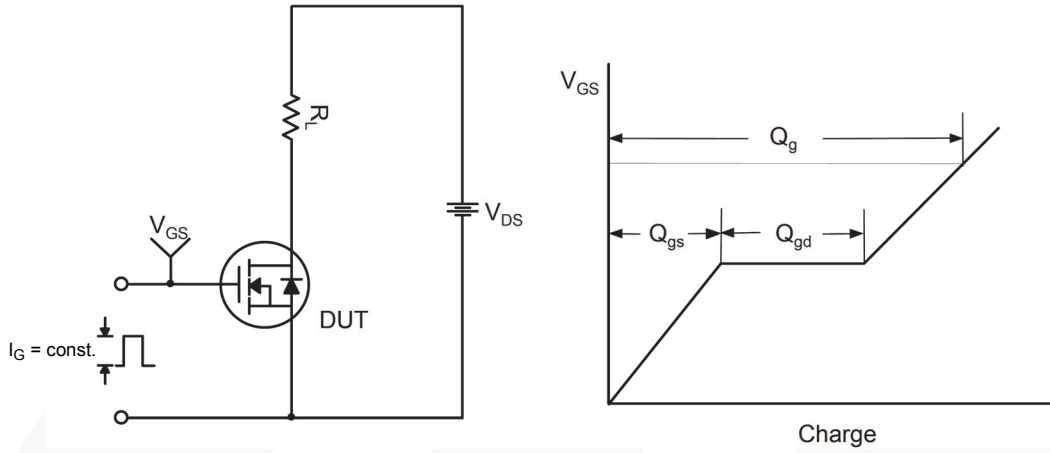 R_L
V_DS
V_GS
DUT
I_G = const.
V_GS
Q_g
Q_gs
Q_gd
Charge